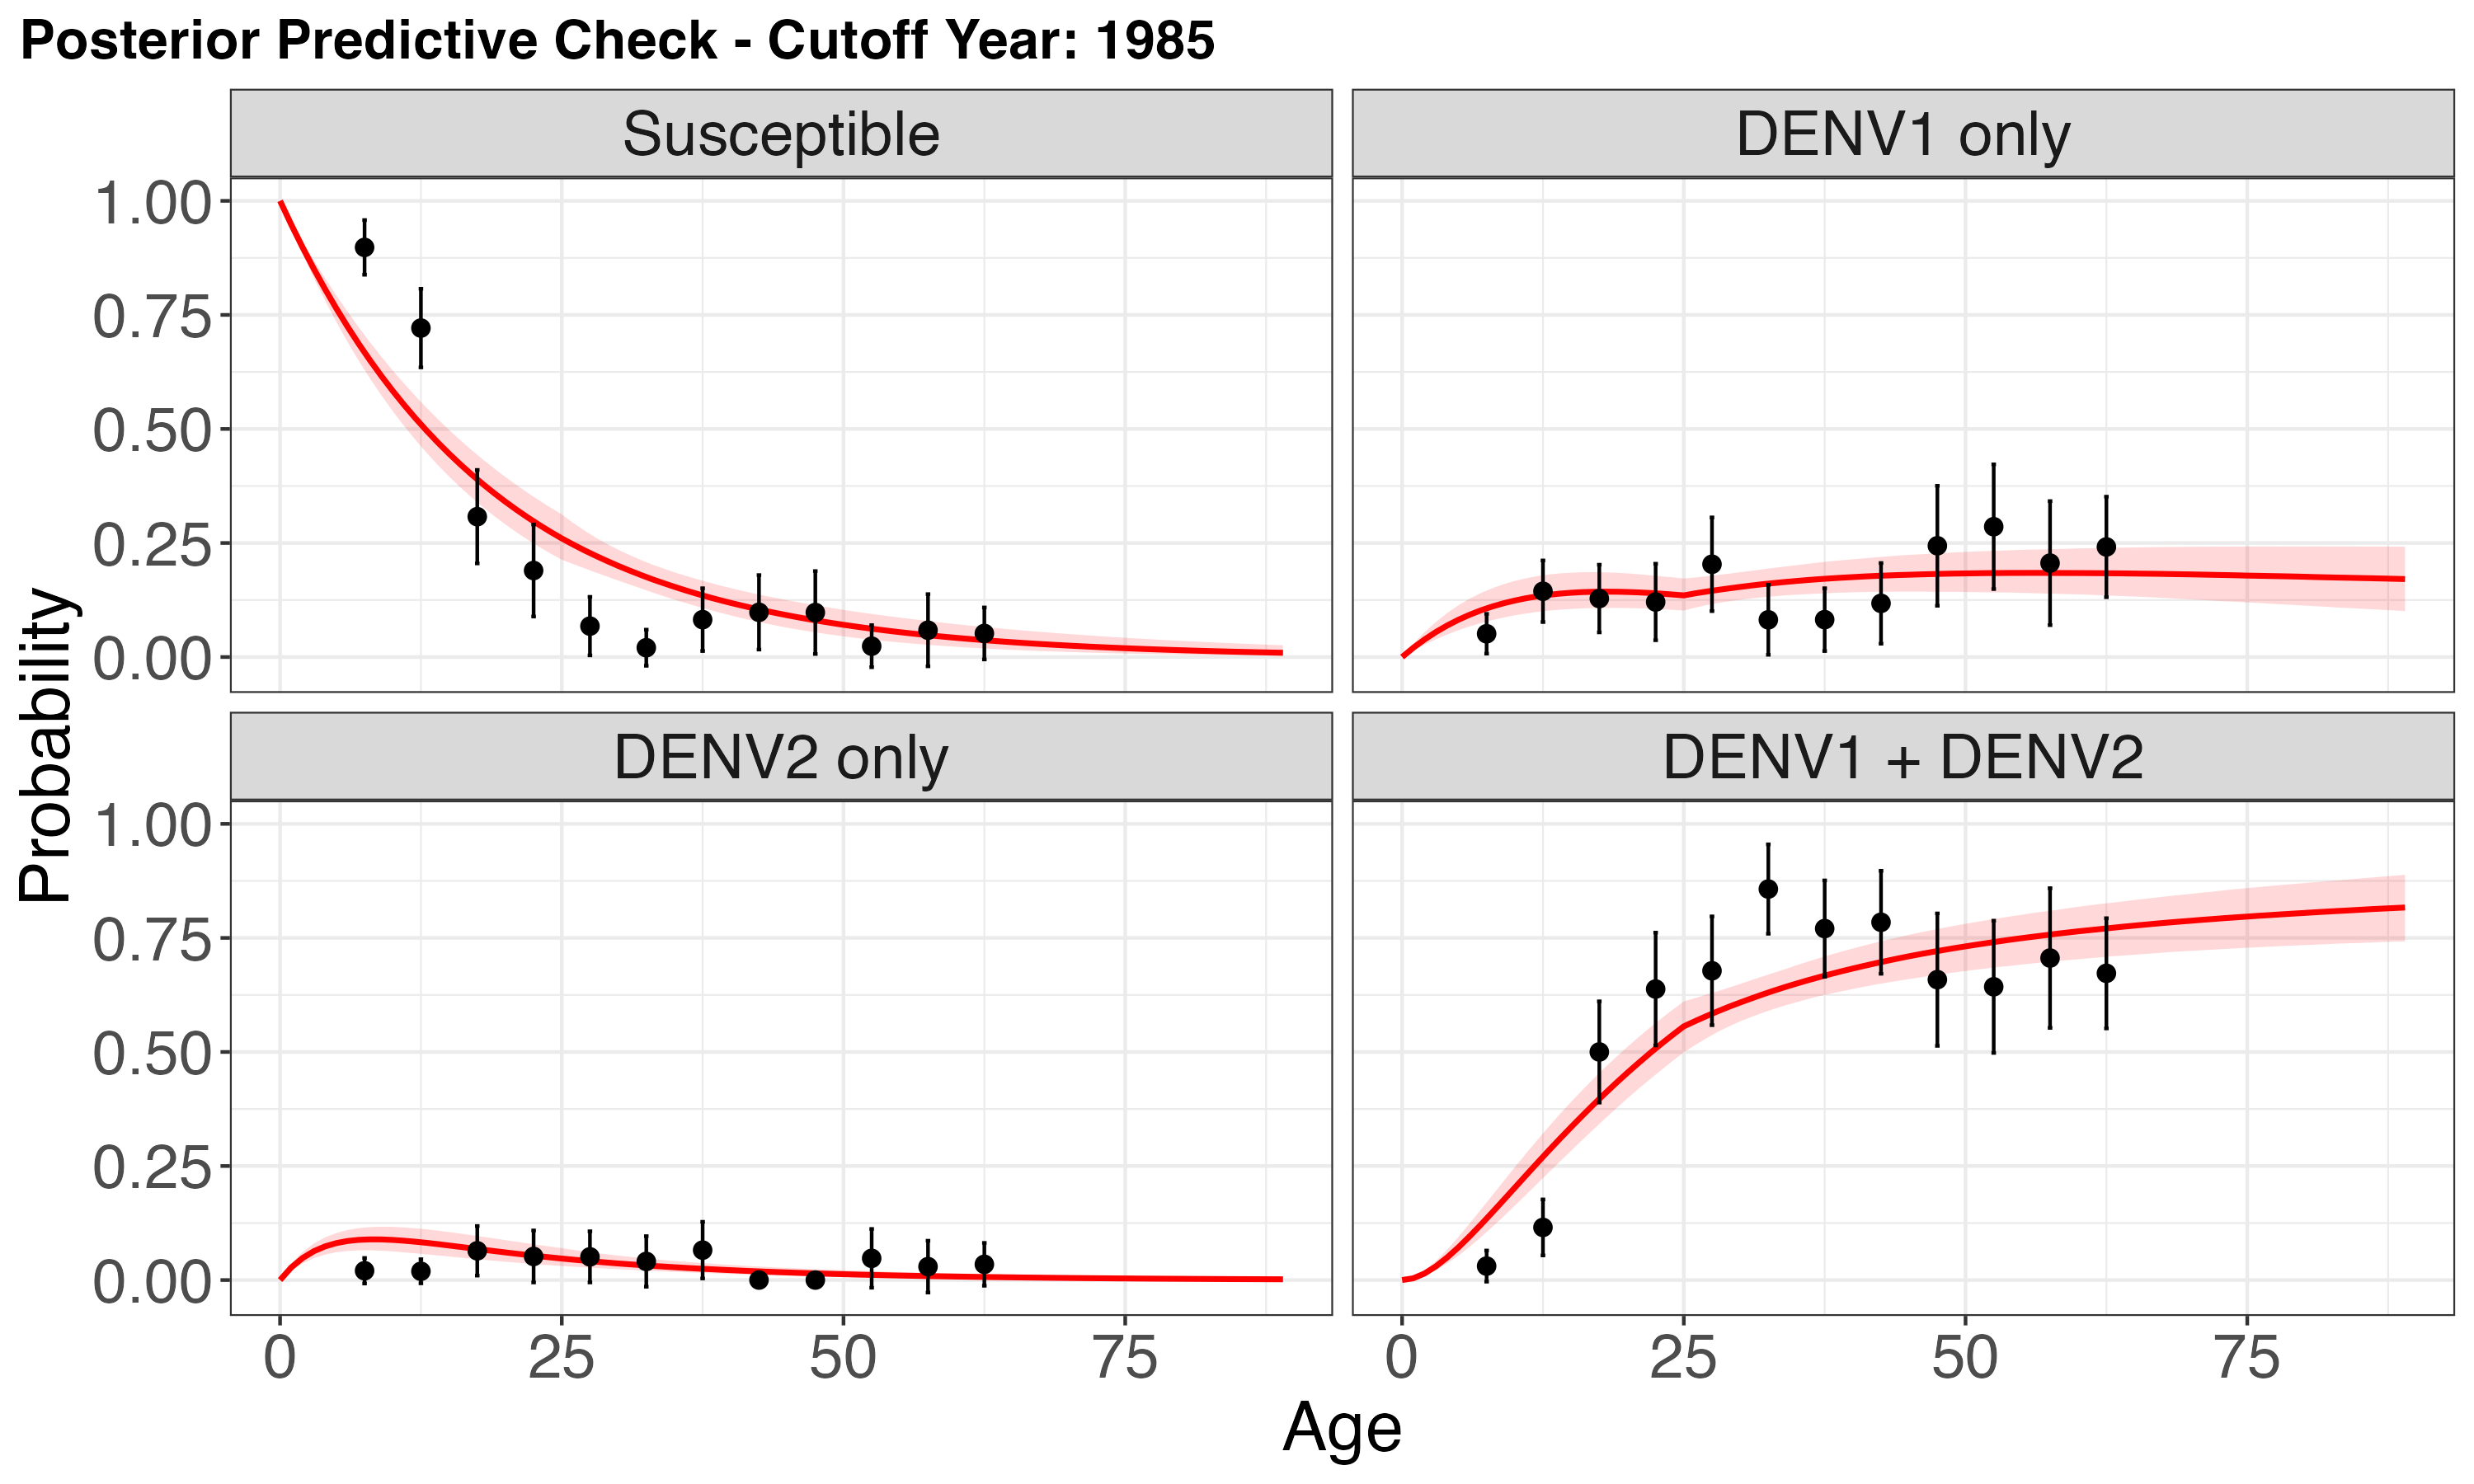 Posterior Predictive Check - Cutoff Year: 1985
Susceptible
DENV1 only
1.00
0.75
0.50
0.25
0.00
DENV2 only
DENV1 + DENV2
1.00
0.75
0.50
0.25
0.00
Probability
0
25
50
75
0
25
50
75
Age